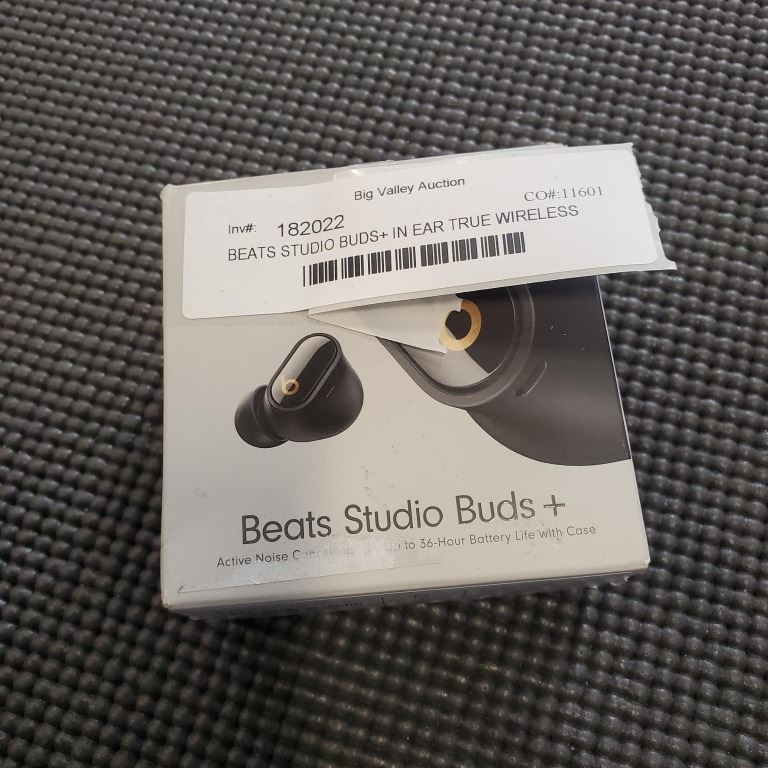 Big Valley Auction
CO#:11601
Inv#: 182022
BEATS STUDIO BUDS+ IN EAR TRUE WIRELESS
b
Beats Studio Buds +
Active Noise to 36-Hour Battery Life with Case